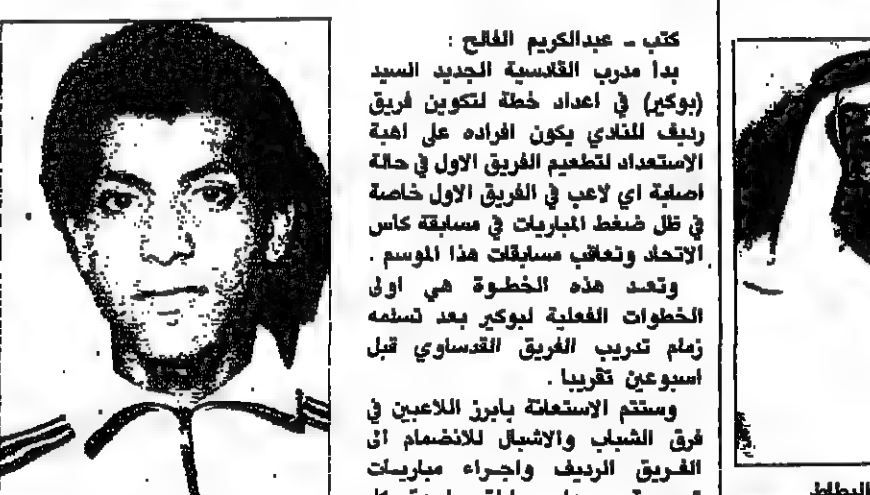 كتب ـ عبدالكريم الفالح :
بدأ مدرب القادسية الجديد السيد
(بوكير) في اعداد خطة لتكوين فريق
رديف للنادي يكون افراده على اهبة
الاستعداد لتطعيم الفريق الاول في حالة
اصابة اي لاعب في الفريق الاول خاصة
في ظل ضغط المباريات في مسابقة كاس
الاتحاد وتعاقب مسابقات هذا الموسم .
وتعد هذه الخطوة هي اولى
الخطوات الفعلية لبوكير بعد تسلمه
زمام تدريب الفريق القدساوي قبل
اسبوعين تقريبا .
وستتم الاستعانة بابرز اللاعبين في
فرق الشباب والاشبال للانضمام الى
الفريق الرديف واجراء مباريات